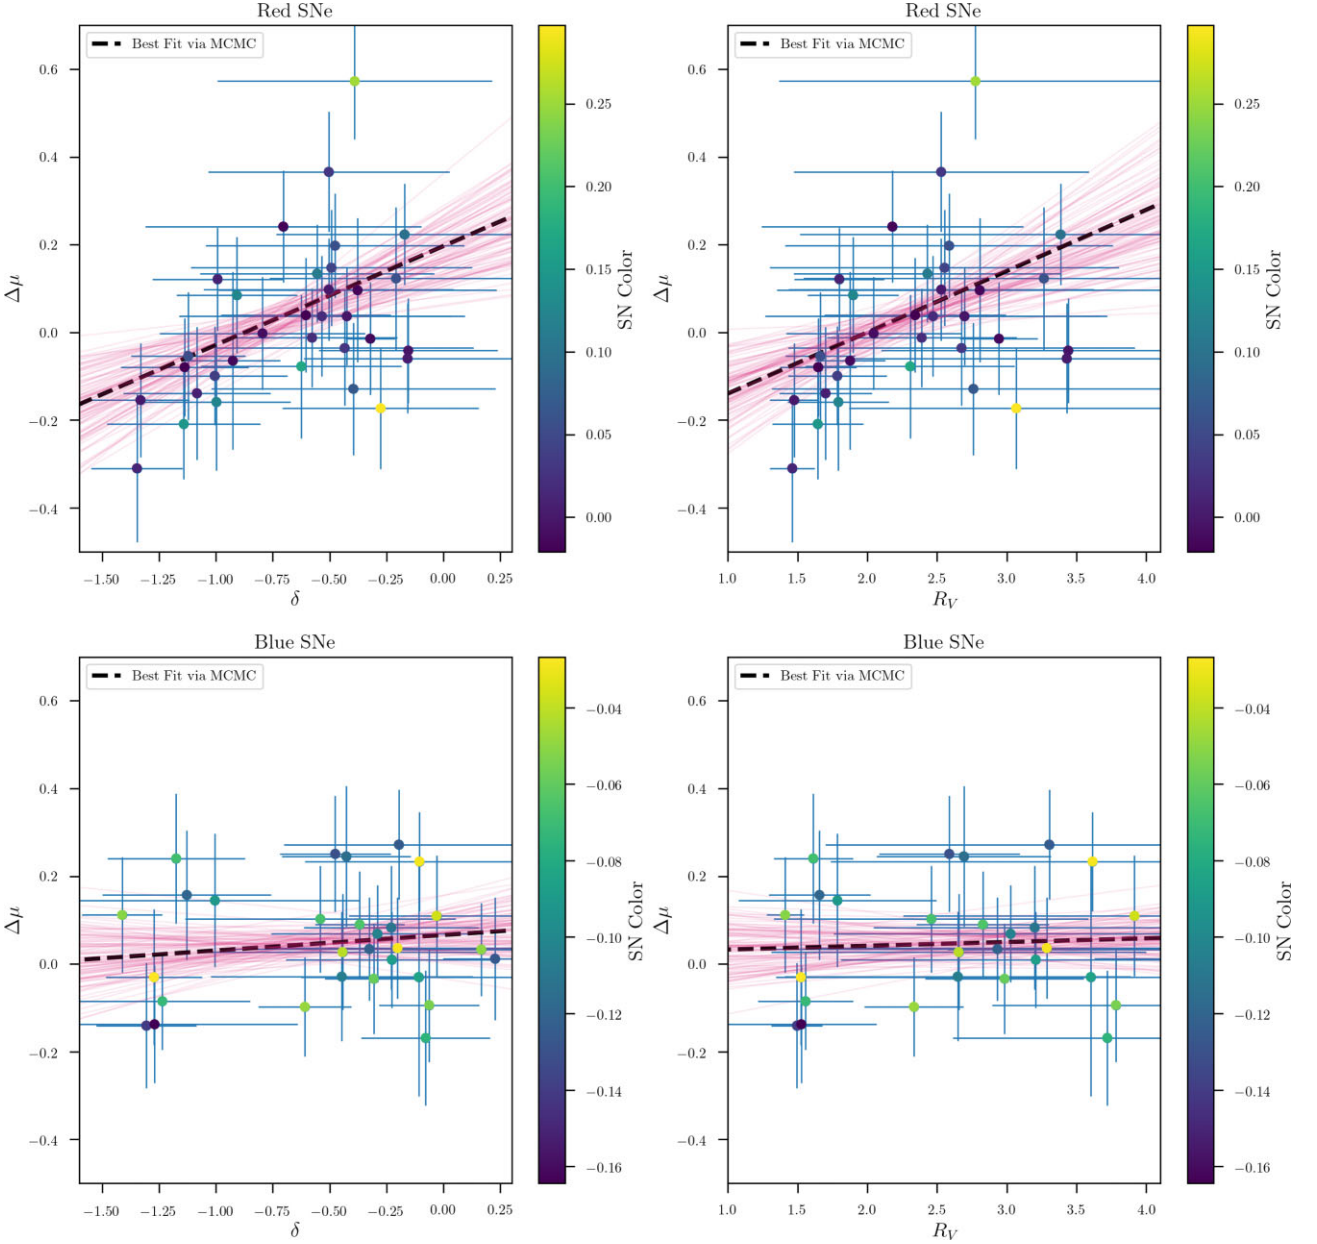 Red SNe
Best Fit via MCMC
0.6
0.4
0.2
0.0
−0.2
−0.4
Δμ
−1.50 −1.25 −1.00 −0.75 −0.50 −0.25 0.00 0.25
δ
0.25
0.20
0.15
0.10
0.05
0.00
SN Color
Red SNe
Best Fit via MCMC
0.6
0.4
0.2
0.0
−0.2
−0.4
Δμ
1.0 1.5 2.0 2.5 3.0 3.5 4.0
R_V
0.25
0.20
0.15
0.10
0.05
0.00
SN Color
Blue SNe
Best Fit via MCMC
0.6
0.4
0.2
0.0
−0.2
−0.4
Δμ
−1.50 −1.25 −1.00 −0.75 −0.50 −0.25 0.00 0.25
δ
−0.04
−0.06
−0.08
−0.10
−0.12
−0.14
−0.16
SN Color
Blue SNe
Best Fit via MCMC
0.6
0.4
0.2
0.0
−0.2
−0.4
Δμ
1.0 1.5 2.0 2.5 3.0 3.5 4.0
R_V
−0.04
−0.06
−0.08
−0.10
−0.12
−0.14
−0.16
SN Color